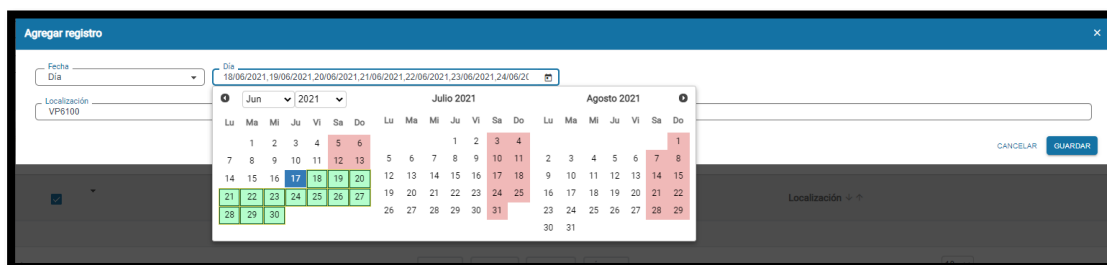 Agregar registro ×
Fecha
Día
Día
18/06/2021,19/06/2021,20/06/2021,21/06/2021,22/06/2021,23/06/2021,24/06/20
Localización
VP6100
Jun 2021 Julio 2021 Agosto 2021
Lu Ma Mi Ju Vi Sa Do Lu Ma Mi Ju Vi Sa Do Lu Ma Mi Ju Vi Sa Do
1 2 3 4 5 6 1 2 3 4 1
7 8 9 10 11 12 13 5 6 7 8 9 10 11 2 3 4 5 6 7 8
14 15 16 17 18 19 20 12 13 14 15 16 17 18 9 10 11 12 13 14 15
21 22 23 24 25 26 27 19 20 21 22 23 24 25 16 17 18 19 20 21 22
28 29 30 26 27 28 29 30 31 23 24 25 26 27 28 29
30 31
CANCELAR GUARDAR
Localización